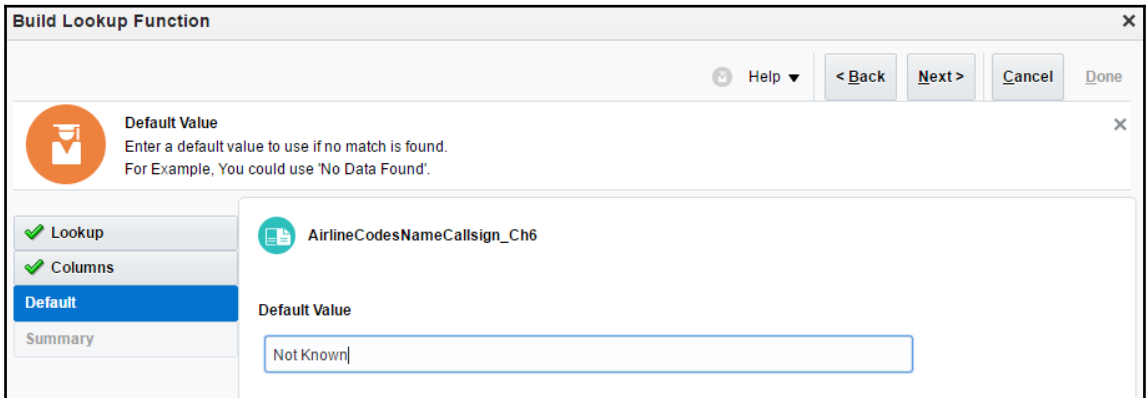 Build Lookup Function ×
Help ▼ < Back Next > Cancel Done
Default Value ×
Enter a default value to use if no match is found.
For Example, You could use 'No Data Found'.
Lookup
AirlineCodesNameCallsign_Ch6
Columns
Default
Default Value
Summary
Not Known